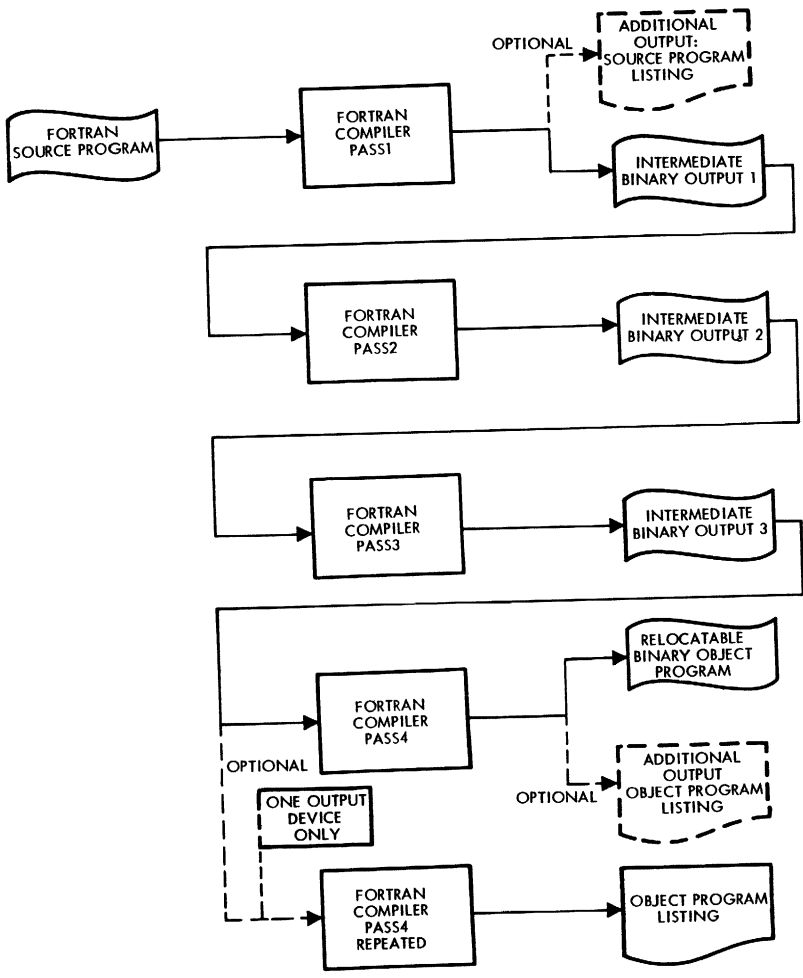 OPTIONAL
ADDITIONAL
OUTPUT:
SOURCE PROGRAM
LISTING
FORTRAN
SOURCE PROGRAM
FORTRAN
COMPILER
PASS1
INTERMEDIATE
BINARY OUTPUT 1
FORTRAN
COMPILER
PASS2
INTERMEDIATE
BINARY OUTPUT 2
FORTRAN
COMPILER
PASS3
INTERMEDIATE
BINARY OUTPUT 3
FORTRAN
COMPILER
PASS4
RELOCATABLE
BINARY OBJECT
PROGRAM
OPTIONAL
OPTIONAL
ADDITIONAL
OUTPUT
OBJECT PROGRAM
LISTING
ONE OUTPUT
DEVICE
ONLY
FORTRAN
COMPILER
PASS4
REPEATED
OBJECT PROGRAM
LISTING